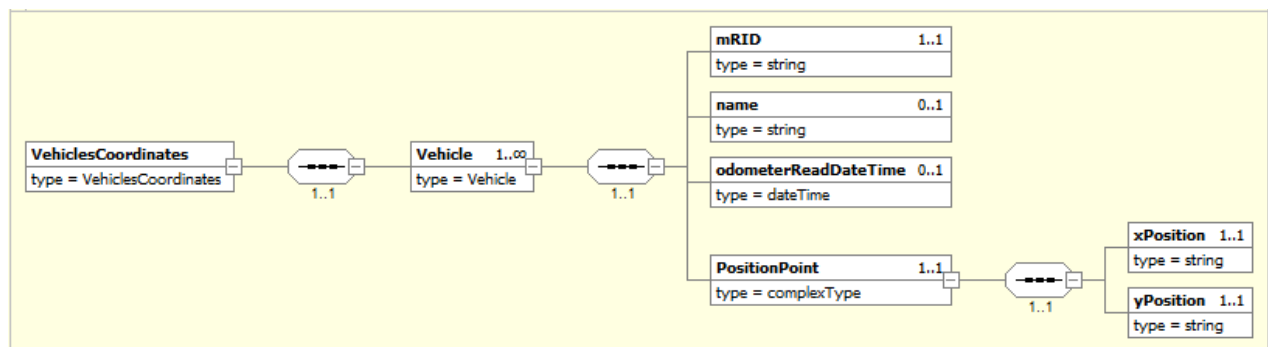 mRID 1..1
type = string
name 0..1
type = string
VehiclesCoordinates
type = VehiclesCoordinates
1..1
Vehicle 1..∞
type = Vehicle
1..1
odometerReadDateTime 0..1
type = dateTime
PositionPoint 1..1
type = complexType
1..1
xPosition 1..1
type = string
yPosition 1..1
type = string